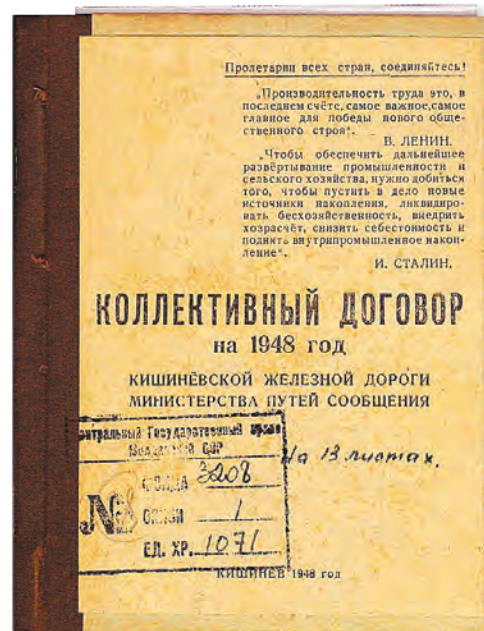 Пролетарии всех стран, соединяйтесь!
„Производительность труда это, в
последнем счёте, самое важное,самое
главное для победы нового обще-
ственного строя".
В. ЛЕНИН.
„Чтобы обеспечить дальнейшее
развёртывание промышленности и
сельского хозяйства, нужно добиться
того, чтобы пустить в дело новые
источники накопления, ликвидиро-
вать бесхозяйственность, внедрить
хозрасчёт, снизить себестоимость и
поднять внутрипромышленное накоп-
ление".
И. СТАЛИН.
КОЛЛЕКТИВНЫЙ ДОГОВОР
на 1948 год
КИШИНЁВСКОЙ ЖЕЛЕЗНОЙ ДОРОГИ
МИНИСТЕРСТВА ПУТЕЙ СООБЩЕНИЯ
Центральный Государственный архив
Молдавской ССР
На 13 листах.
ФОНДА 3208
№ ОПИСИ 1
ЕД. ХР. 1071
КИШИНЕВ 1948 год